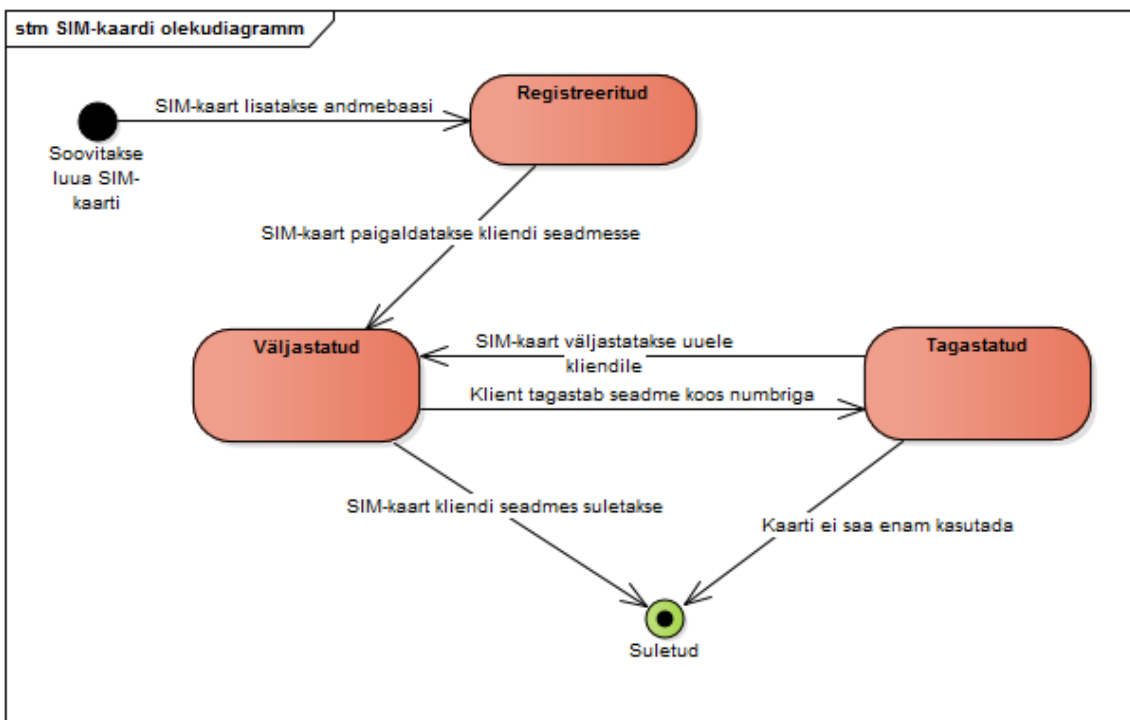 stm SIM-kaardi olekudiagramm
Registreeritud
SIM-kaart lisatakse andmebaasi
Soovitakse
luua SIM-
kaarti
SIM-kaart paigaldatakse kliendi seadmesse
Väljastatud
SIM-kaart väljastatakse uuele
kliendile
Tagastatud
Klient tagastab seadme koos numbriga
SIM-kaart kliendi seadmes suletakse
Kaarti ei saa enam kasutada
Suletud